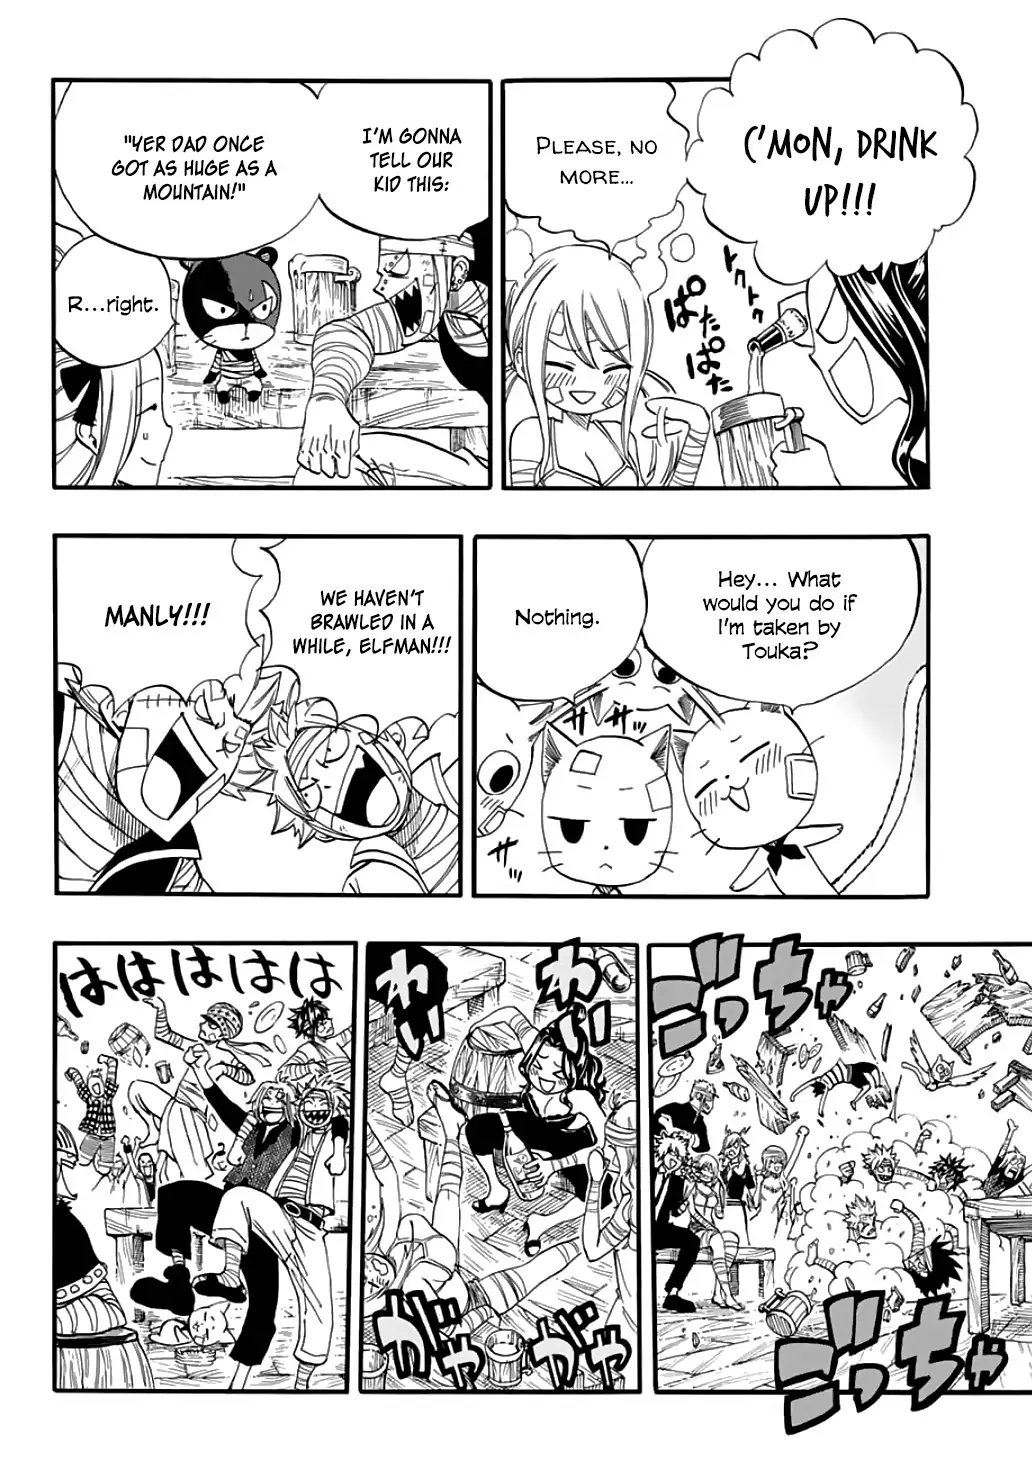 ('MON, DRINK
UP!!!
PLEASE, NO
MORE...
トクトクトク
ぱたぱた
I'M GONNA
TELL OUR
KID THIS:
"YER DAD ONCE
GOT AS HUGE AS A
MOUNTAIN!"
R...right.
Hey... What
would you do if
I'm taken by
Touka?
Nothing.
ザザッ
ザッ
WE HAVEN'T
BRAWLED IN A
WHILE, ELFMAN!!!
MANLY!!!
ごっちゃ
ごっちゃ
わい
わい
がや
がや
はははははは